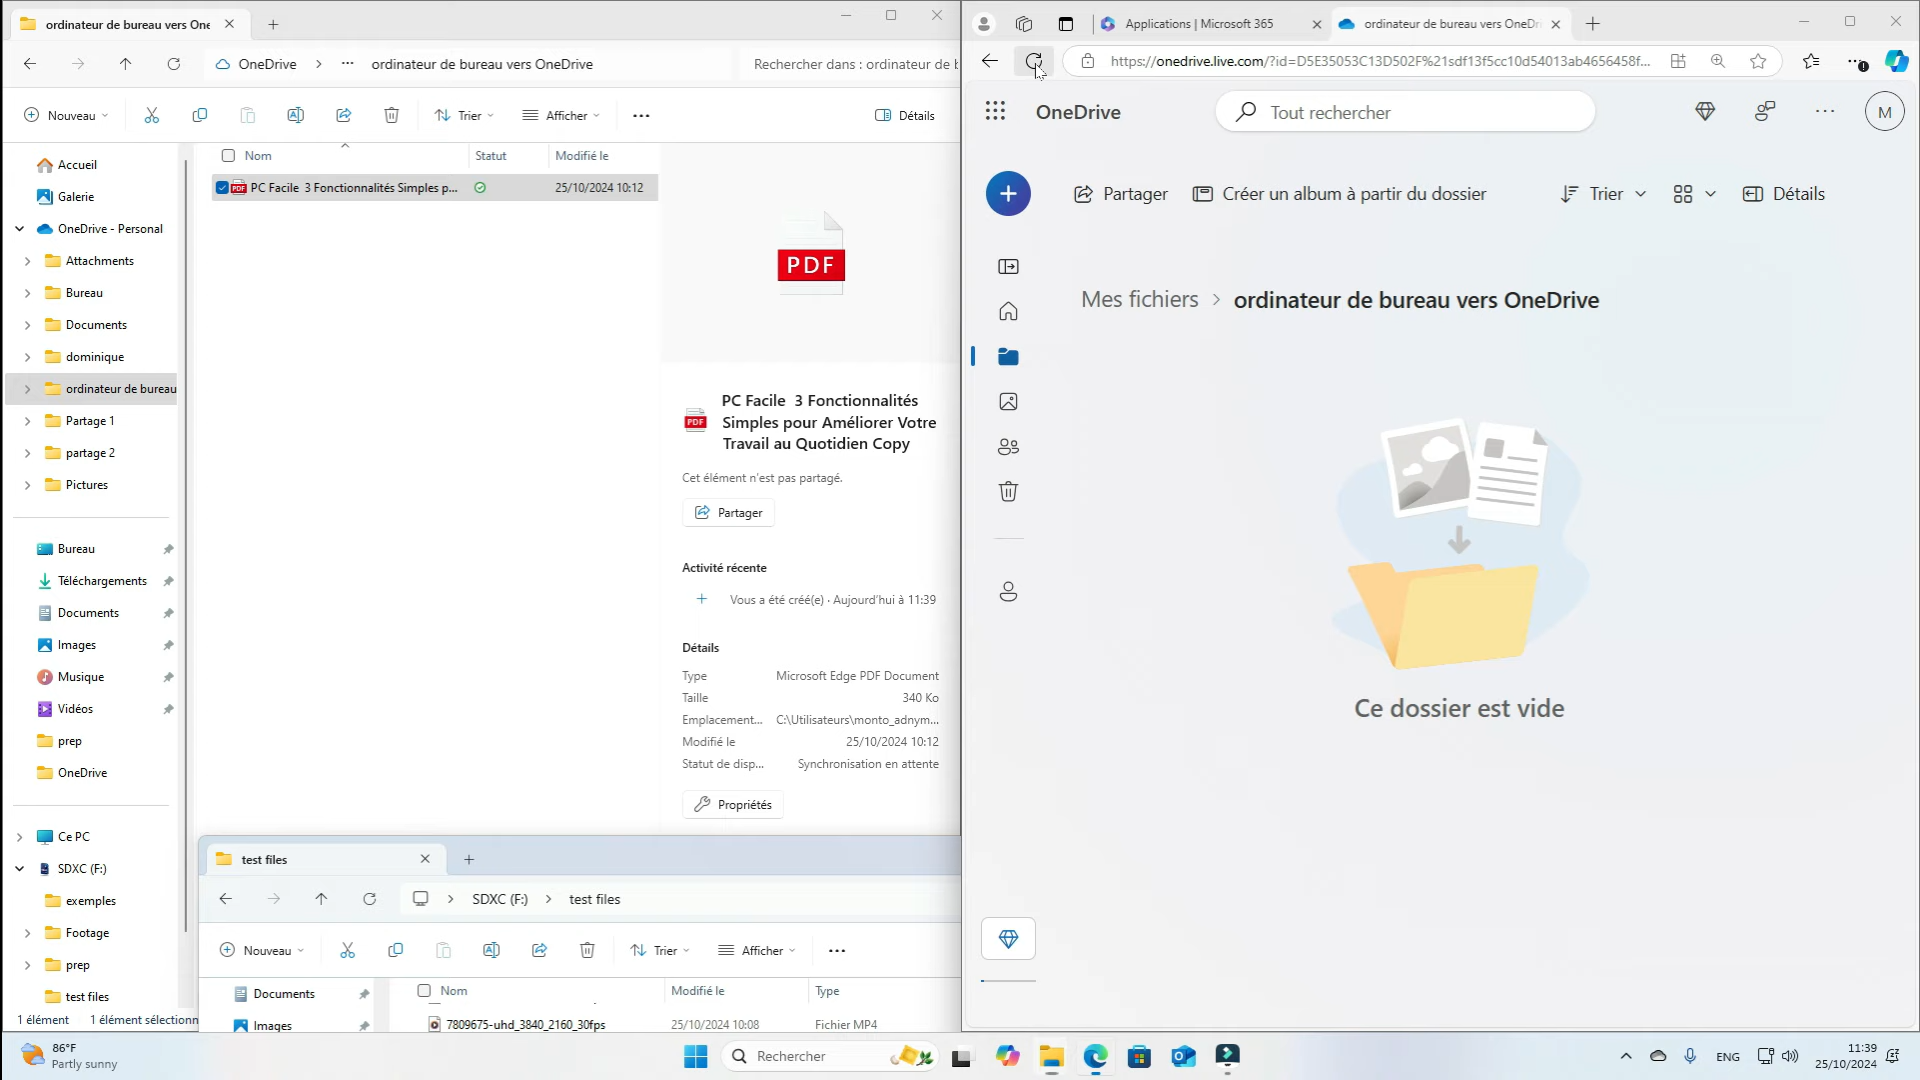 ordinateur de bureau vers One
OneDrive > ordinateur de bureau vers OneDrive
Rechercher dans : ordinateur de b
Nouveau
Trier
Afficher
Détails
Nom
Statut
Modifié le
PC Facile 3 Fonctionnalités Simples p...
25/10/2024 10:12
Accueil
Galerie
OneDrive - Personal
Attachments
Bureau
Documents
dominique
ordinateur de bureau
Partage 1
partage 2
Pictures
Bureau
Téléchargements
Documents
Images
Musique
Vidéos
prep
OneDrive
Ce PC
SDXC (F:)
exemples
Footage
prep
test files
1 élément
1 élément sélectionn
PDF
PDF
PC Facile 3 Fonctionnalités
Simples pour Améliorer Votre
Travail au Quotidien Copy
Cet élément n'est pas partagé.
Partager
Activité récente
Vous a été créé(e) · Aujourd'hui à 11:39
Détails
Type Microsoft Edge PDF Document
Taille 340 Ko
Emplacement... C:\Utilisateurs\monto_adnym...
Modifié le 25/10/2024 10:12
Statut de disp... Synchronisation en attente
Propriétés
test files
SDXC (F:) > test files
Nouveau
Trier
Afficher
Documents
Images
Nom
Modifié le
Type
7809675-uhd_3840_2160_30fps
25/10/2024 10:08
Fichier MP4
Applications | Microsoft 365
ordinateur de bureau vers OneDri
https://onedrive.live.com/?id=D5E35053C13D502F%21sdf13f5cc10d54013ab4656458f...
OneDrive
Tout rechercher
M
Partager
Créer un album à partir du dossier
Trier
Détails
Mes fichiers > ordinateur de bureau vers OneDrive
Ce dossier est vide
86°F
Partly sunny
Rechercher
ENG
11:39
25/10/2024